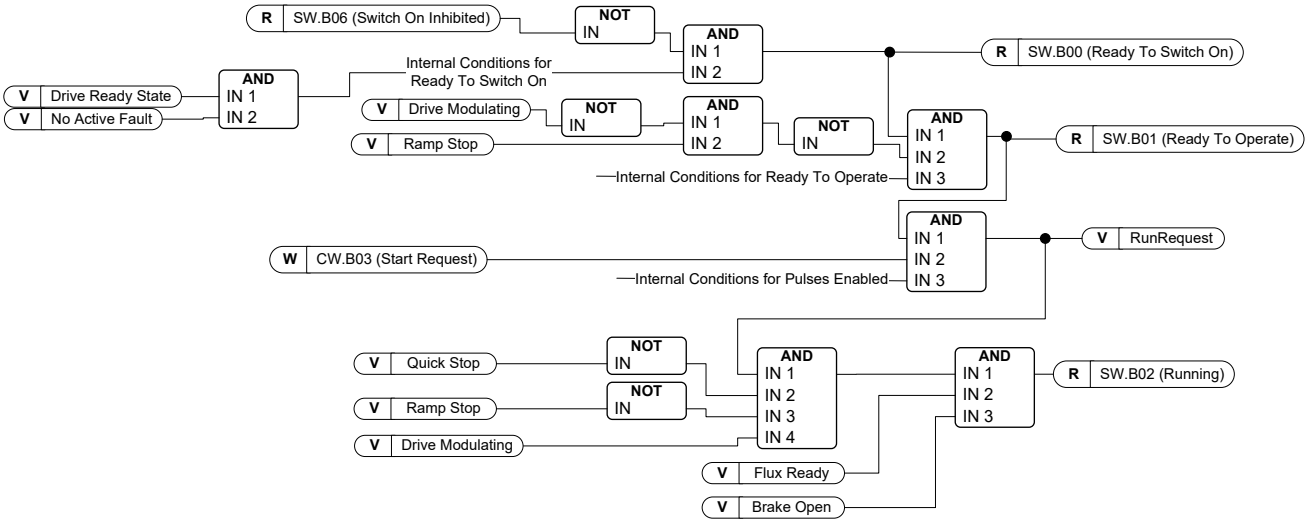 R SW.B06 (Switch On Inhibited)
NOT
IN
AND
IN 1
IN 2
R SW.B00 (Ready To Switch On)
Internal Conditions for
Ready To Switch On
AND
IN 1
IN 2
V Drive Ready State
V No Active Fault
V Drive Modulating
NOT
IN
AND
IN 1
IN 2
V Ramp Stop
NOT
IN
AND
IN 1
IN 2
IN 3
R SW.B01 (Ready To Operate)
Internal Conditions for Ready To Operate
AND
IN 1
IN 2
IN 3
V RunRequest
W CW.B03 (Start Request)
Internal Conditions for Pulses Enabled
V Quick Stop
NOT
IN
V Ramp Stop
NOT
IN
V Drive Modulating
AND
IN 1
IN 2
IN 3
IN 4
AND
IN 1
IN 2
IN 3
R SW.B02 (Running)
V Flux Ready
V Brake Open